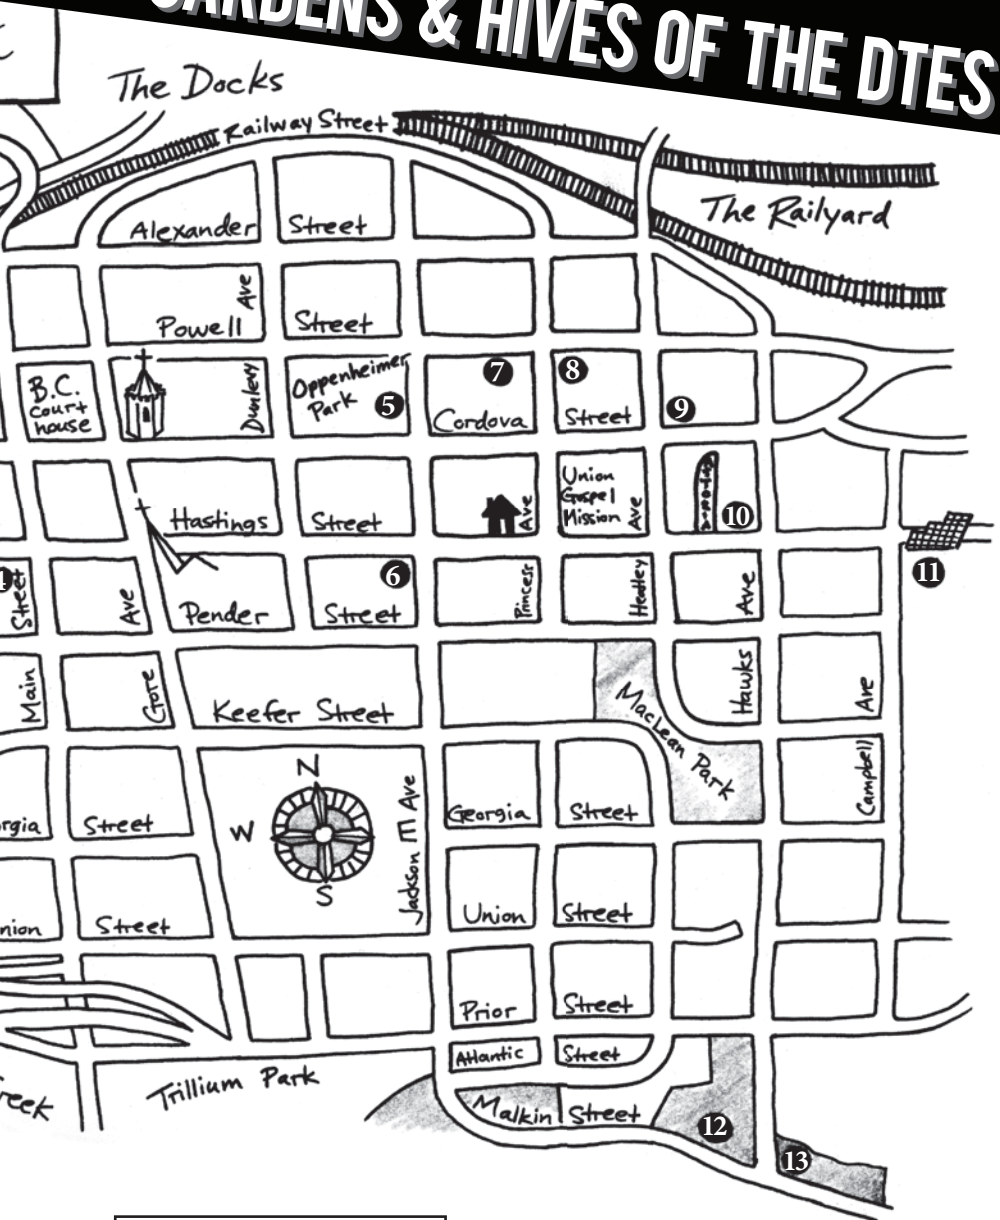 GARDENS & HIVES OF THE DTES
The Docks
Railway Street
The Railyard
Alexander Street
Ave
Powell Street
B.C.
Court
house
Dunlevy
Oppenheimer
Park
5
7
Cordova
8
Street
9
Hastings Street
Ave
Union
Gospel
Mission
Ave
10
11
4
Street
Ave
Pender
6
Street
Princess
Heatley
Ave
Main
Gore
Keefer Street
MacLean Park
Hawks
Ave
N
W
E
S
Jackson Ave
Georgia Street
Campbell
rgia
Street
nion
Street
Union Street
Prior Street
Atlantic Street
Trillium Park
reek
Malkin Street
12
13